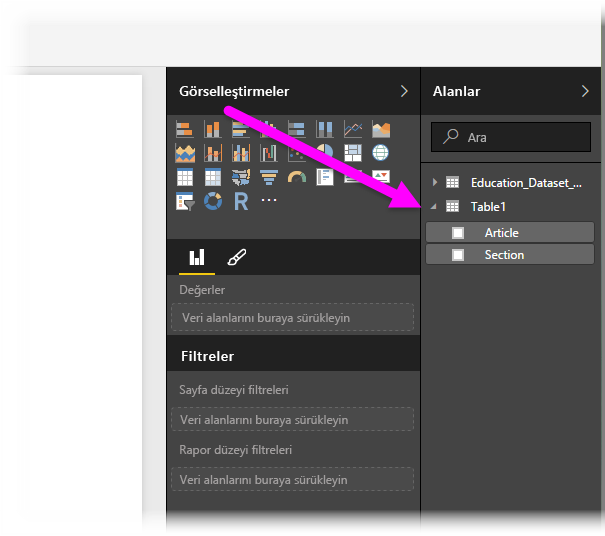 Görselleştirmeler
R
Değerler
Veri alanlarını buraya sürükleyin
Filtreler
Sayfa düzeyi filtreleri
Veri alanlarını buraya sürükleyin
Rapor düzeyi filtreleri
Veri alanlarını buraya sürükleyin
Alanlar
Ara
Education_Dataset_...
Table1
Article
Section